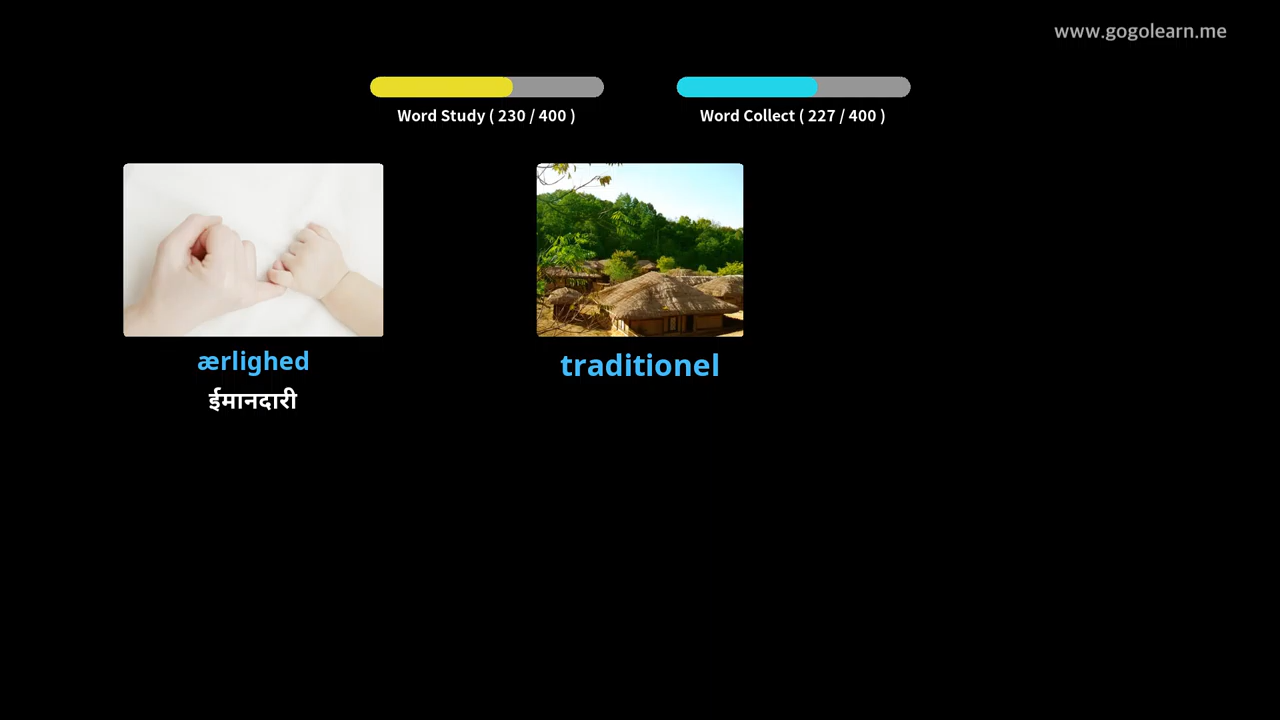 www.gogolearn.me
Word Study ( 230 / 400 )
Word Collect ( 227 / 400 )
ærlighed
ईमानदारी
traditionel